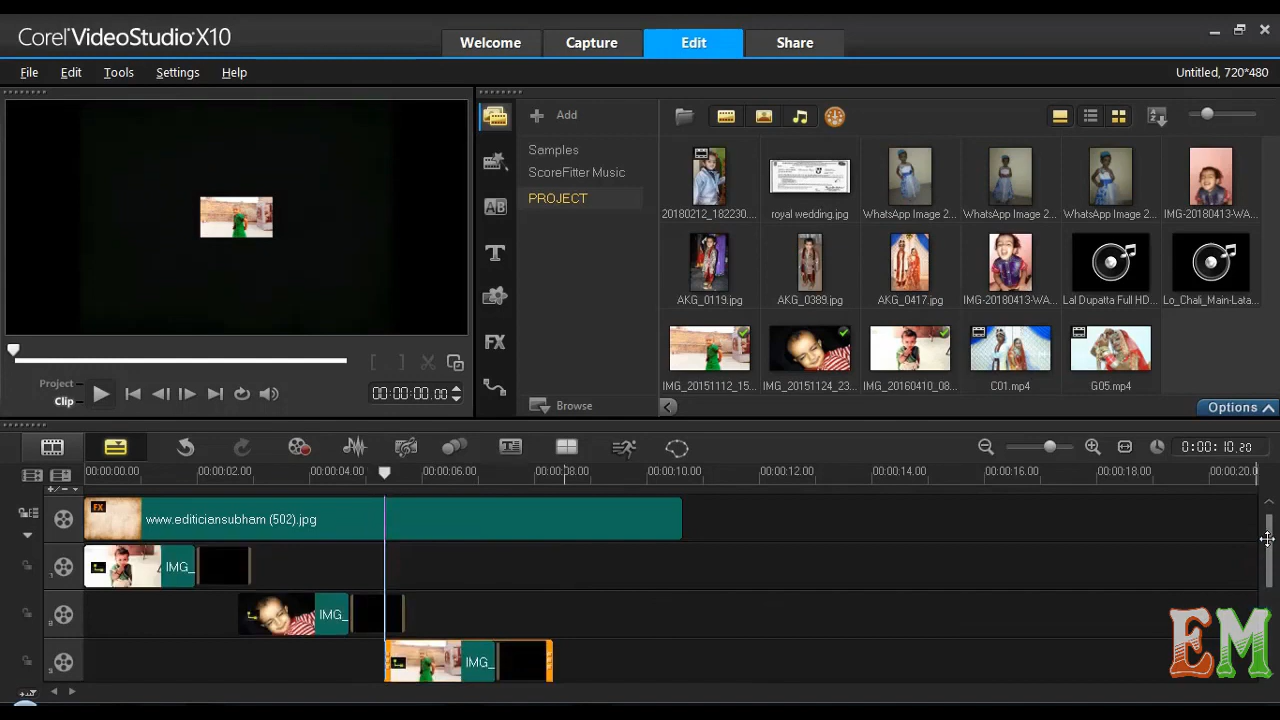 Corel VideoStudio X10
Welcome
Capture
Edit
Share
File
Edit
Tools
Settings
Help
Untitled, 720*480
Add
Samples
ScoreFitter Music
PROJECT
20180212_182230....
royal wedding.jpg
WhatsApp Image 2...
WhatsApp Image 2...
WhatsApp Image 2...
IMG-20180413-WA...
AKG_0119.jpg
AKG_0389.jpg
AKG_0417.jpg
IMG-20180413-WA...
Lal Dupatta Full HD...
Lo_Chali_Main-Lata...
IMG_20151112_15...
IMG_20151124_23...
IMG_20160410_08...
C01.mp4
G05.mp4
AB
T
FX
Browse
Options
Project
Clip
00:00:00.00
0:00:10.20
00:00:00.00
00:00:02.00
00:00:04.00
00:00:06.00
00:00:08.00
00:00:10.00
00:00:12.00
00:00:14.00
00:00:16.00
00:00:18.00
00:00:20.0
FX
www.editiciansubham (502).jpg
IMG_
IMG_
IMG_
EM